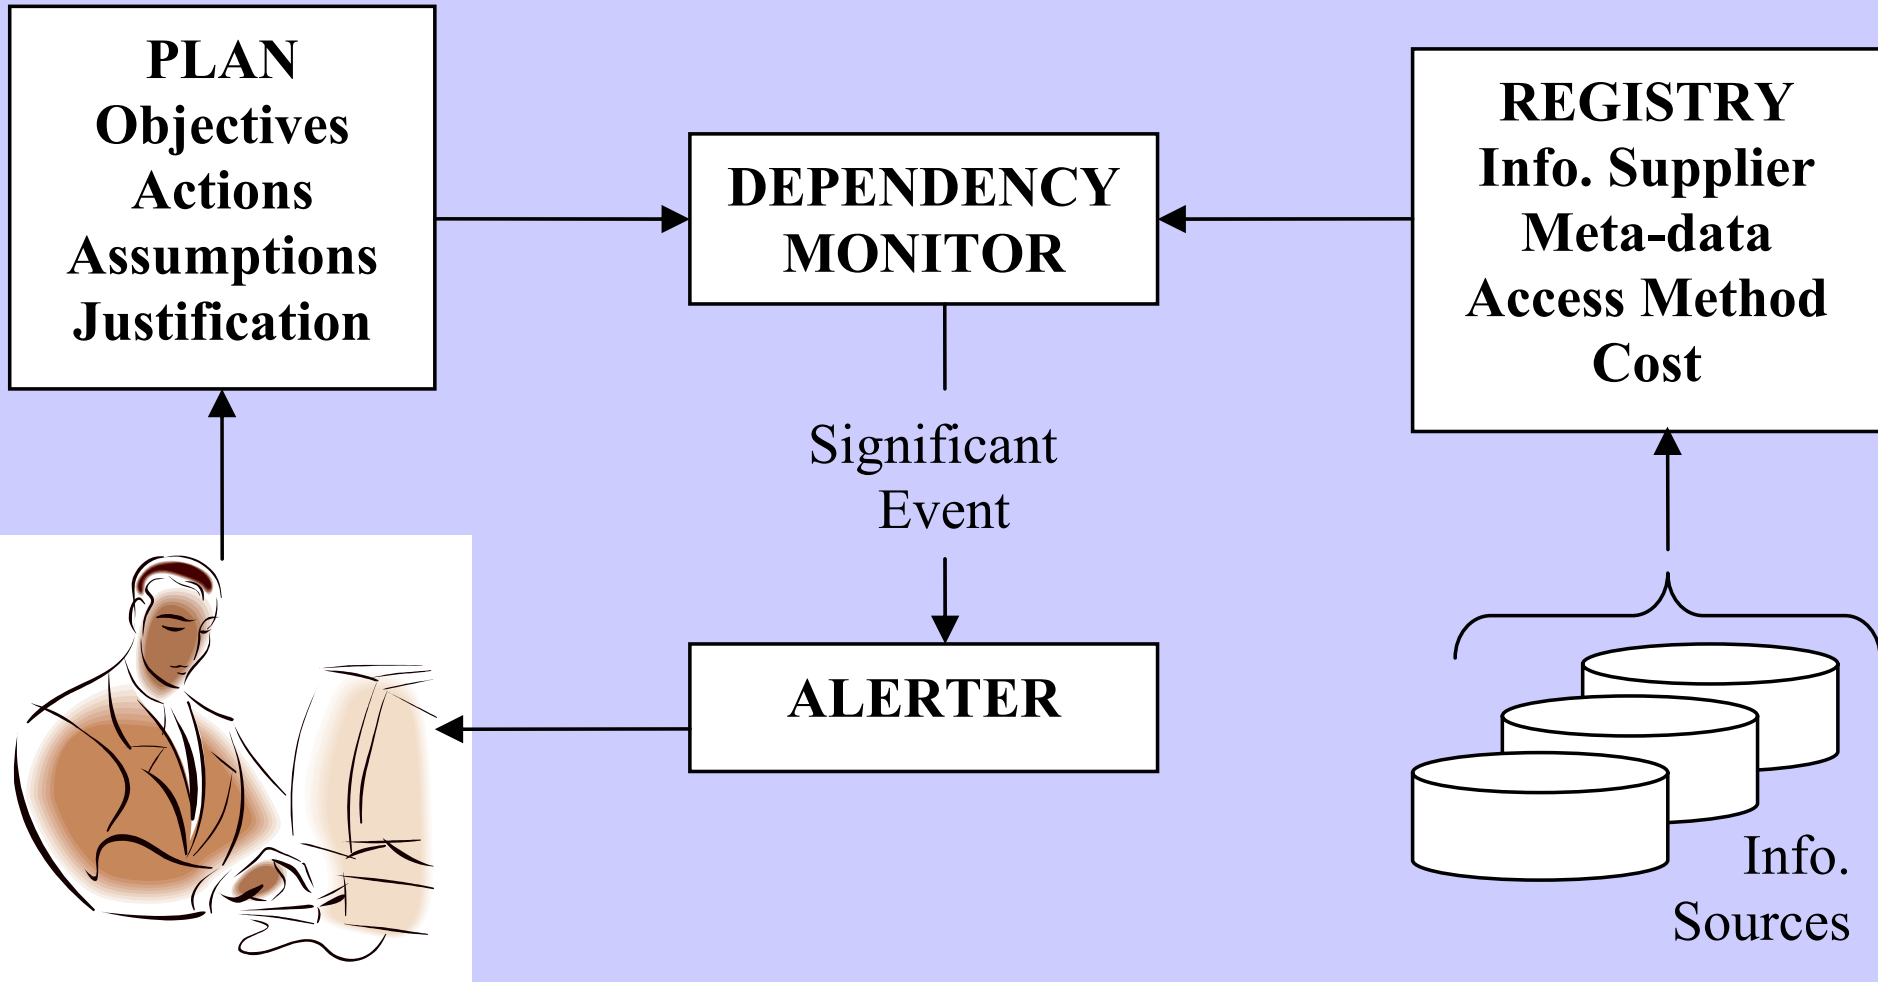 PLAN
Objectives
Actions
Assumptions
Justification
DEPENDENCY
MONITOR
REGISTRY
Info. Supplier
Meta-data
Access Method
Cost
Significant
Event
ALERTER
Info.
Sources